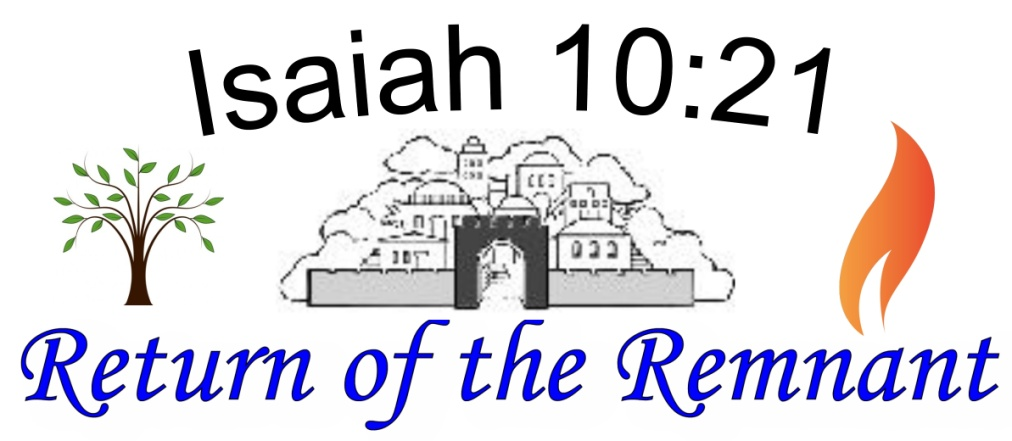 Isaiah 10:21
Return of the Remnant